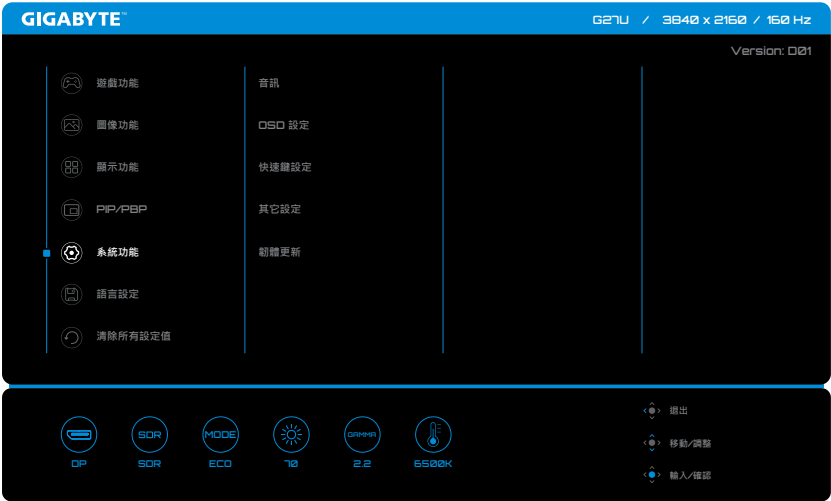 GIGABYTE™
G27U / 3840 x 2160 / 160 Hz
Version: D01
遊戲功能
圖像功能
顯示功能
PIP/PBP
系統功能
語言設定
清除所有設定值
音訊
OSD 設定
快速鍵設定
其它設定
韌體更新
SDR
MODE
GAMMA
DP
SDR
ECO
70
2.2
6500K
退出
移動/調整
輸入/確認